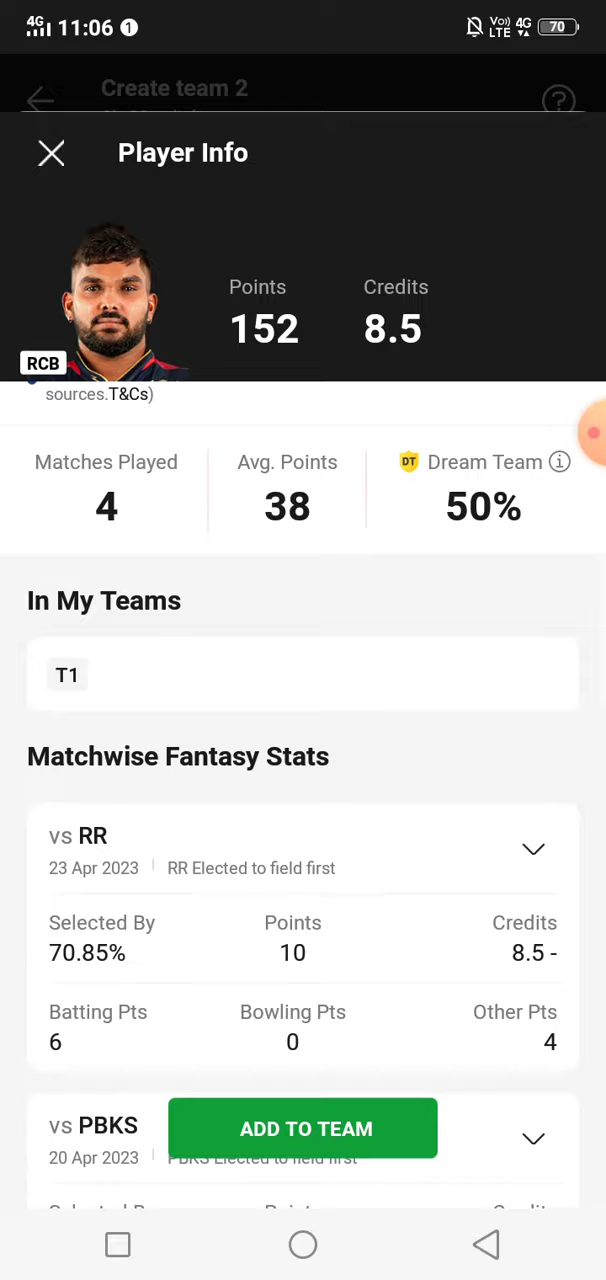 4G 11:06 1 Vo) LTE 4G 70
Create team 2
Player Info
Points Credits
152 8.5
RCB
sources.T&Cs)
Matches Played Avg. Points DT Dream Team i
4 38 50%
In My Teams
T1
Matchwise Fantasy Stats
vs RR
23 Apr 2023 RR Elected to field first
Selected By Points Credits
70.85% 10 8.5 -
Batting Pts Bowling Pts Other Pts
6 0 4
vs PBKS
ADD TO TEAM
20 Apr 2023 PBKS Elected to field first